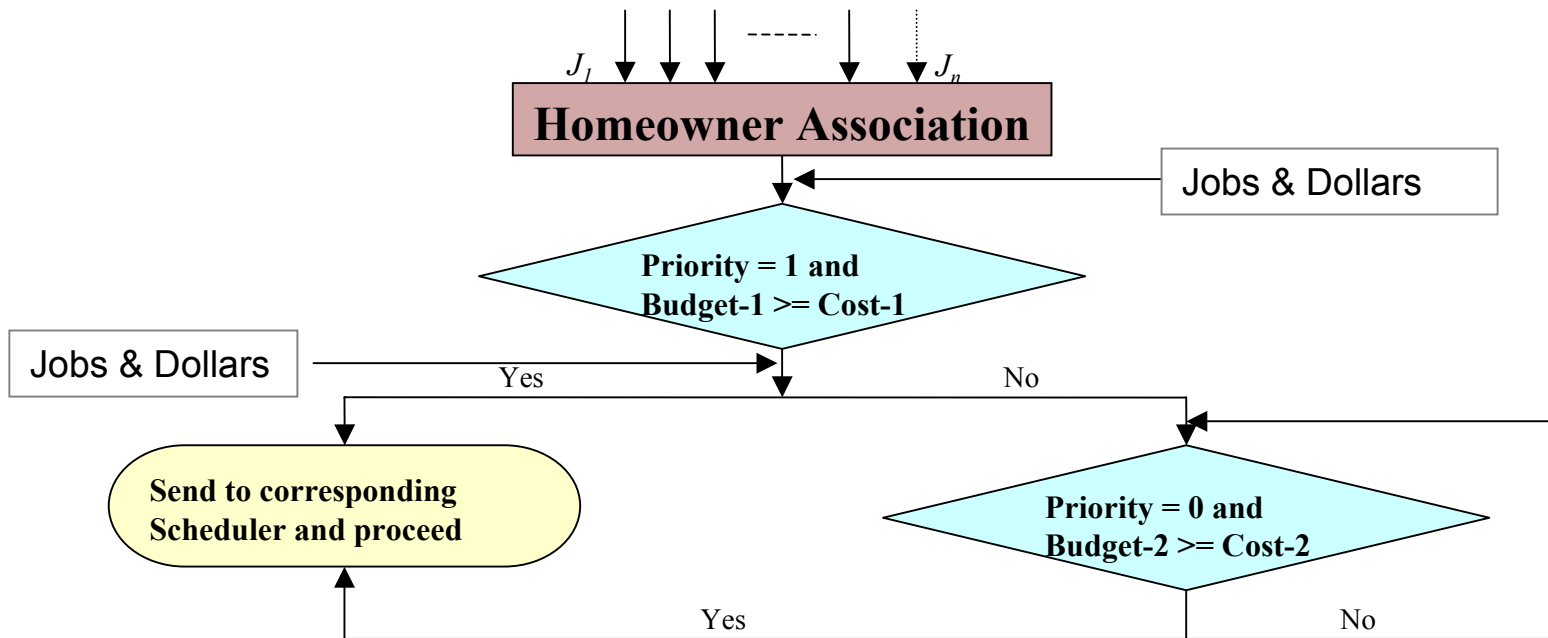 J1 Jn
Homeowner Association
Jobs & Dollars
Priority = 1 and
Budget-1 >= Cost-1
Jobs & Dollars
Yes
No
Send to corresponding
Scheduler and proceed
Priority = 0 and
Budget-2 >= Cost-2
Yes
No